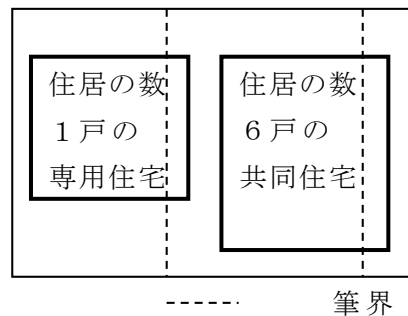 住居の数
１戸の
専用住宅
住居の数
６戸の
共同住宅
筆界